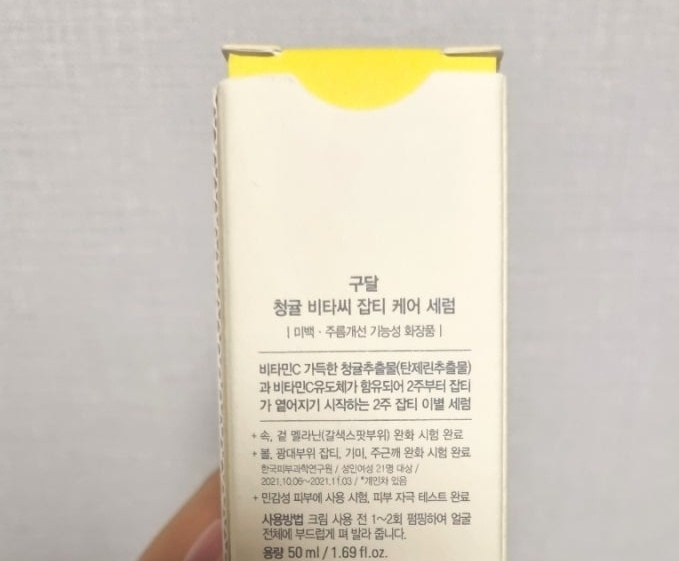 구달
청귤 비타씨 잡티 케어 세럼
| 미백 · 주름개선 기능성 화장품 |
비타민C 가득한 청귤추출물(탄제린추출물)
과 비타민C유도체가 함유되어 2주부터 잡티
가 옅어지기 시작하는 2주 잡티 이별 세럼
+ 속, 겉 멜라닌(갈색스팟부위) 완화 시험 완료
+ 볼, 광대부위 잡티, 기미, 주근깨 완화 시험 완료
한국피부과학연구원 / 성인여성 21명 대상 /
2021.10.06~2021.11.03 / *개인차 있음
+ 민감성 피부에 사용 시험, 피부 자극 테스트 완료
사용방법 크림 사용 전 1~2회 펌핑하여 얼굴
전체에 부드럽게 펴 발라 줍니다.
용량 50 ml / 1.69 fl.oz.